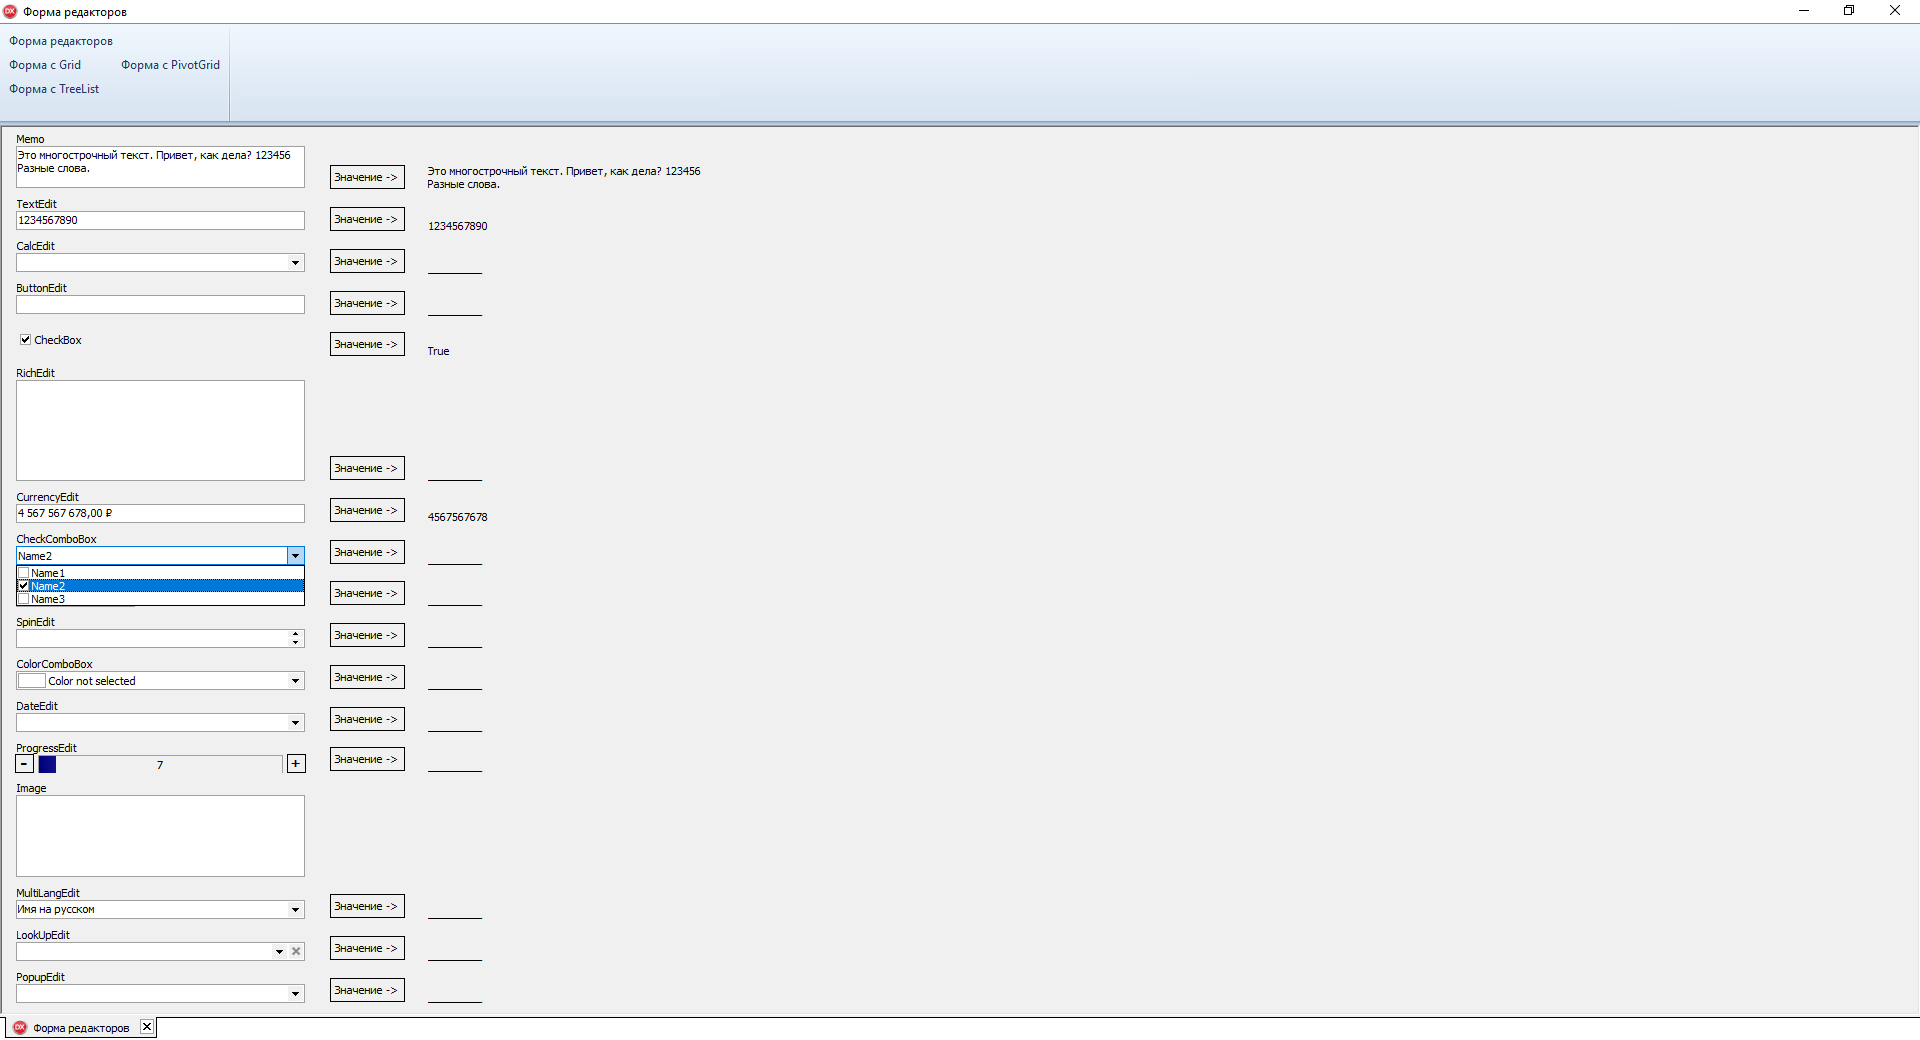 Форма редакторов
Форма редакторов
Форма с Grid Форма с PivotGrid
Форма с TreeList
Memo
Это многострочный текст. Привет, как дела? 123456
Разные слова.
Значение ->
Это многострочный текст. Привет, как дела? 123456
Разные слова.
TextEdit
1234567890
Значение ->
1234567890
CalcEdit
Значение ->
ButtonEdit
Значение ->
CheckBox
Значение ->
True
RichEdit
Значение ->
CurrencyEdit
4 567 567 678,00 ₽
Значение ->
4567567678
CheckComboBox
Name2
Значение ->
Name1
Name2
Name3
Значение ->
SpinEdit
Значение ->
ColorComboBox
Color not selected
Значение ->
DateEdit
Значение ->
ProgressEdit
- 7 +
Значение ->
Image
MultiLangEdit
Имя на русском
Значение ->
LookUpEdit
Значение ->
PopupEdit
Значение ->
DX Форма редакторов